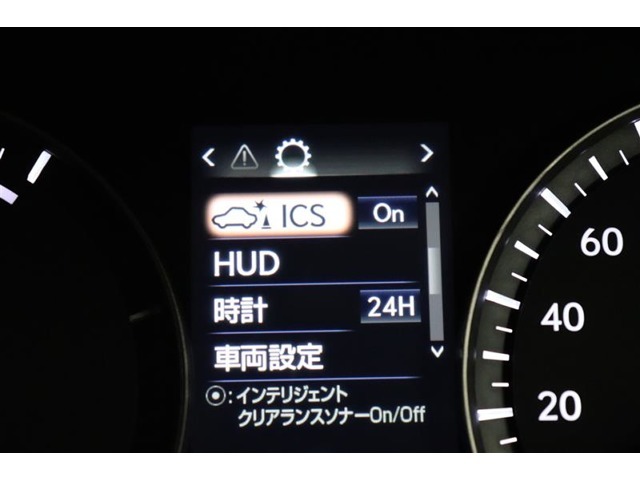 ICS On
HUD
時計 24H
車両設定
⦿:インテリジェント
クリアランスソナーOn/Off
60
40
20